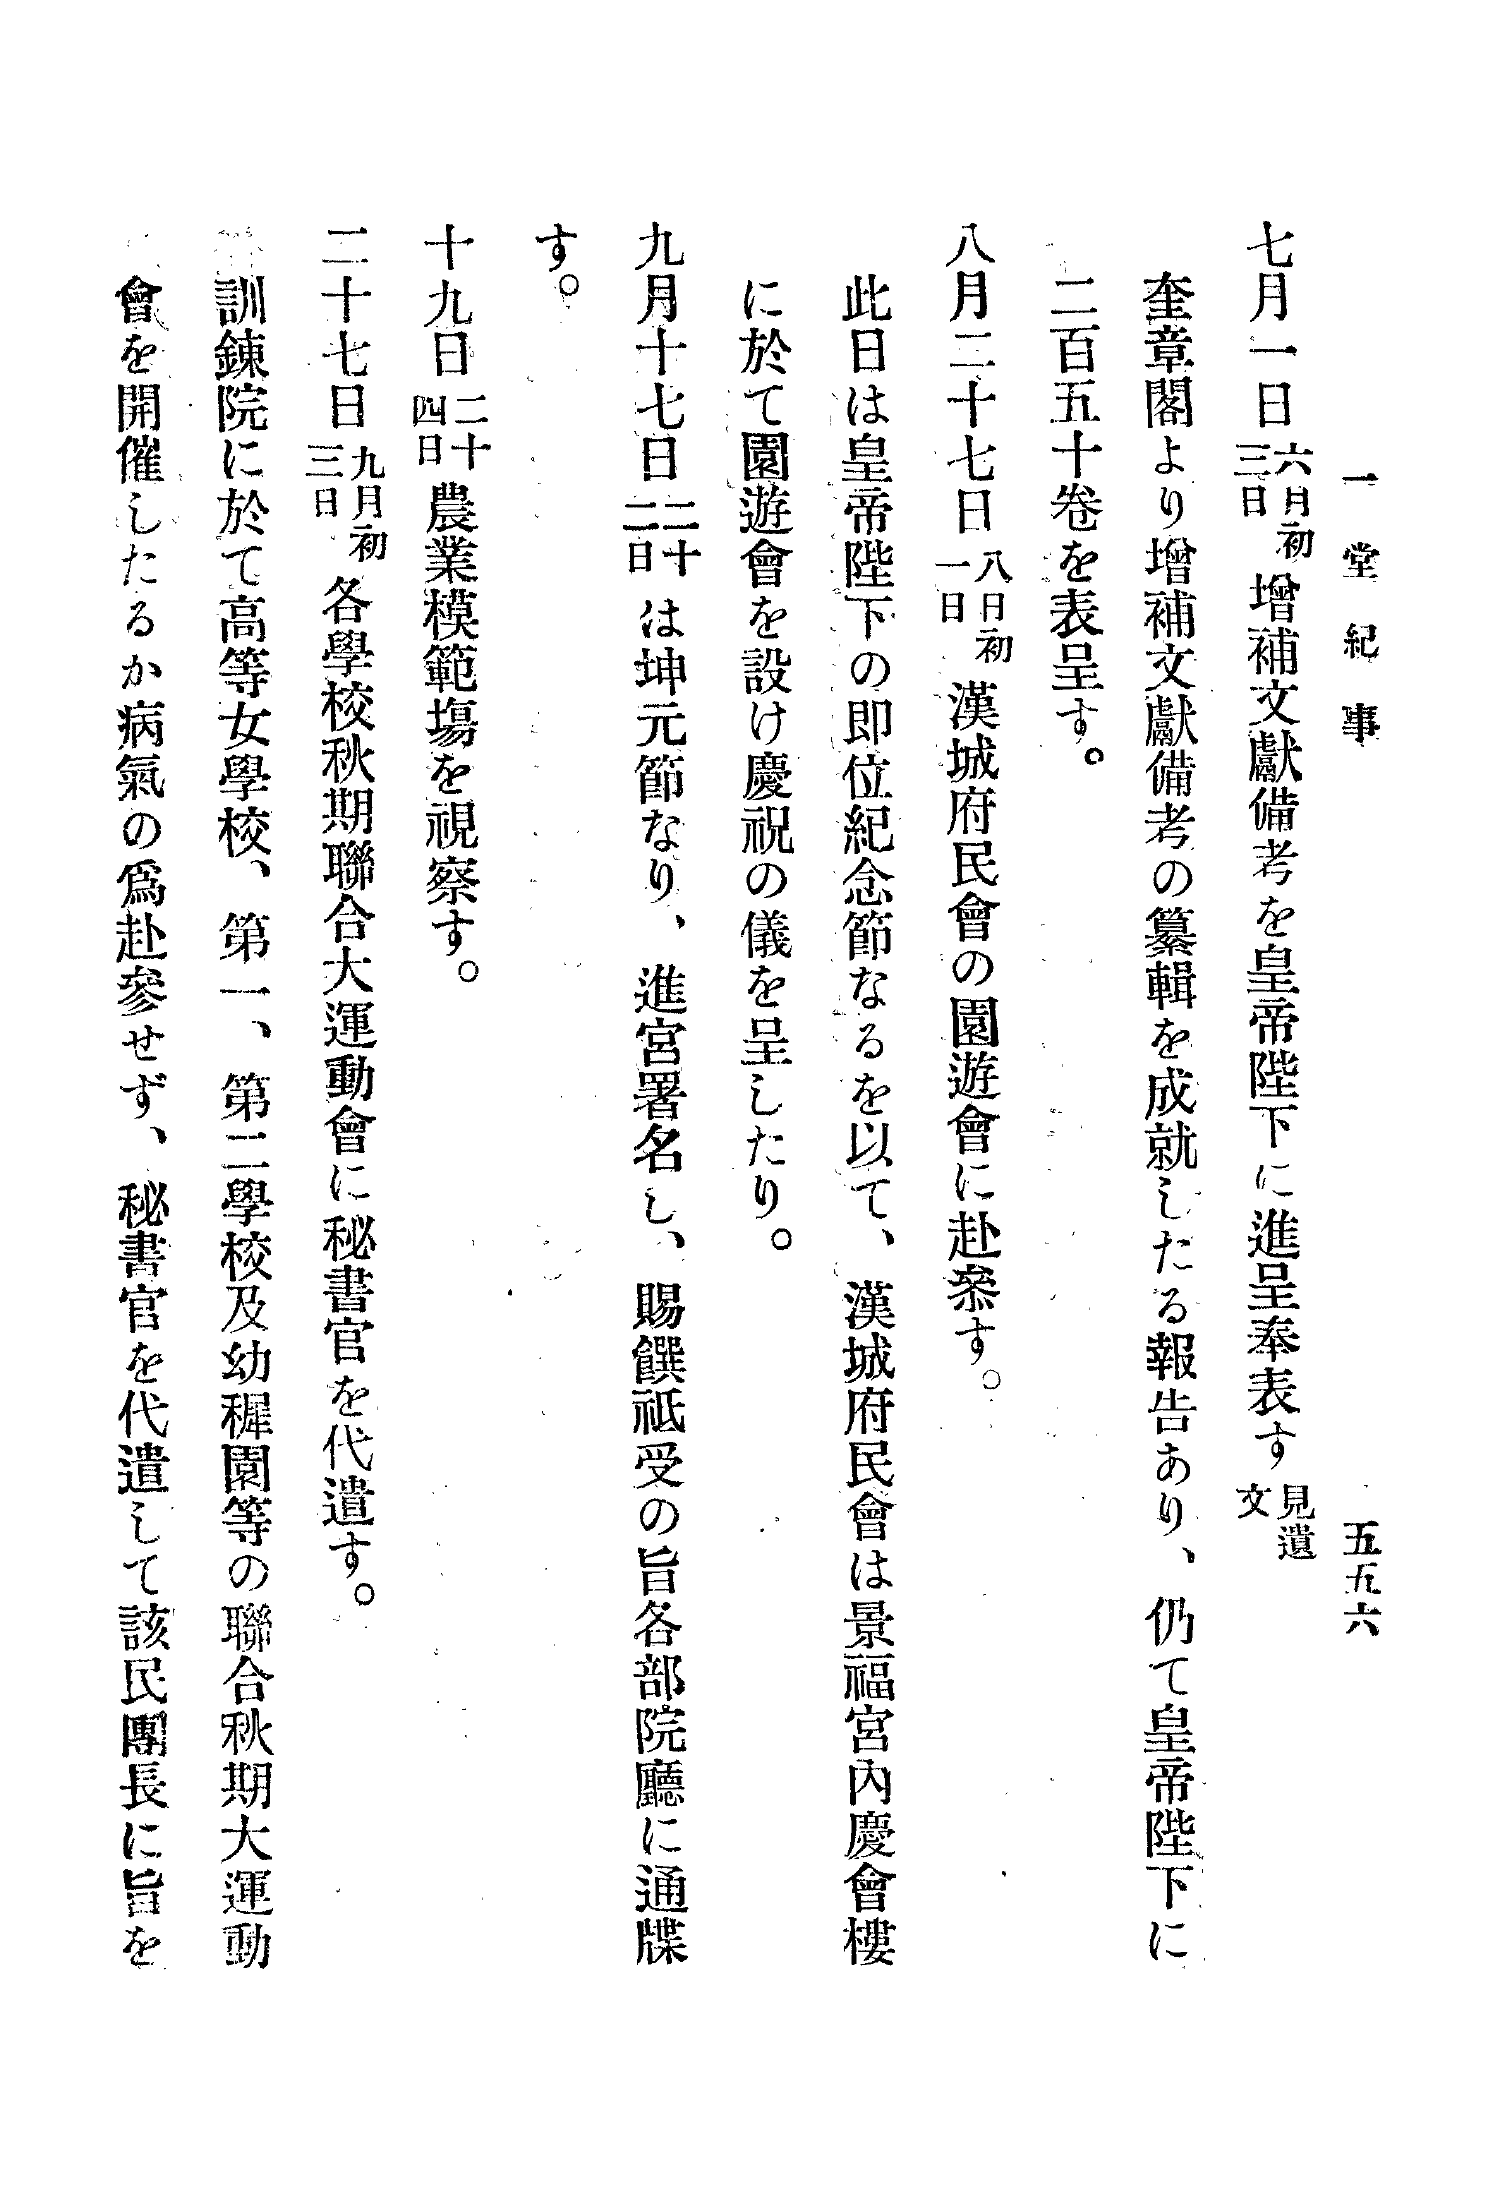 一堂紀事　五五六
七月一日六月初三日增補文獻備考を皇帝陛下に進呈奉表す見遺文
奎章閣より增補文獻備考の纂輯を成就したる報告あり、仍て皇帝陛下に
二百五十卷を表呈す。
八月二十七日八日初一日漢城府民會の園遊會に赴叅す。
此日は皇帝陛下の即位紀念節なるを以て、漢城府民會は景福宮內慶會樓
に於て園遊會を設け慶祝の儀を呈したり。
九月十七日二十二日は坤元節なり、進宮署名し、賜饌祗受の旨各部院廳に通牒
す。
十九日二十四日農業模範塲を視察す。
二十七日九月初三日各學校秋期聯合大運動會に秘書官を代遣す。
訓鍊院に於て高等女學校、第一、第二學校及幼穉園等の聯合秋期大運動
會を開催したるか病氣の爲赴參せず、秘書官を代遣して該民團長に旨を